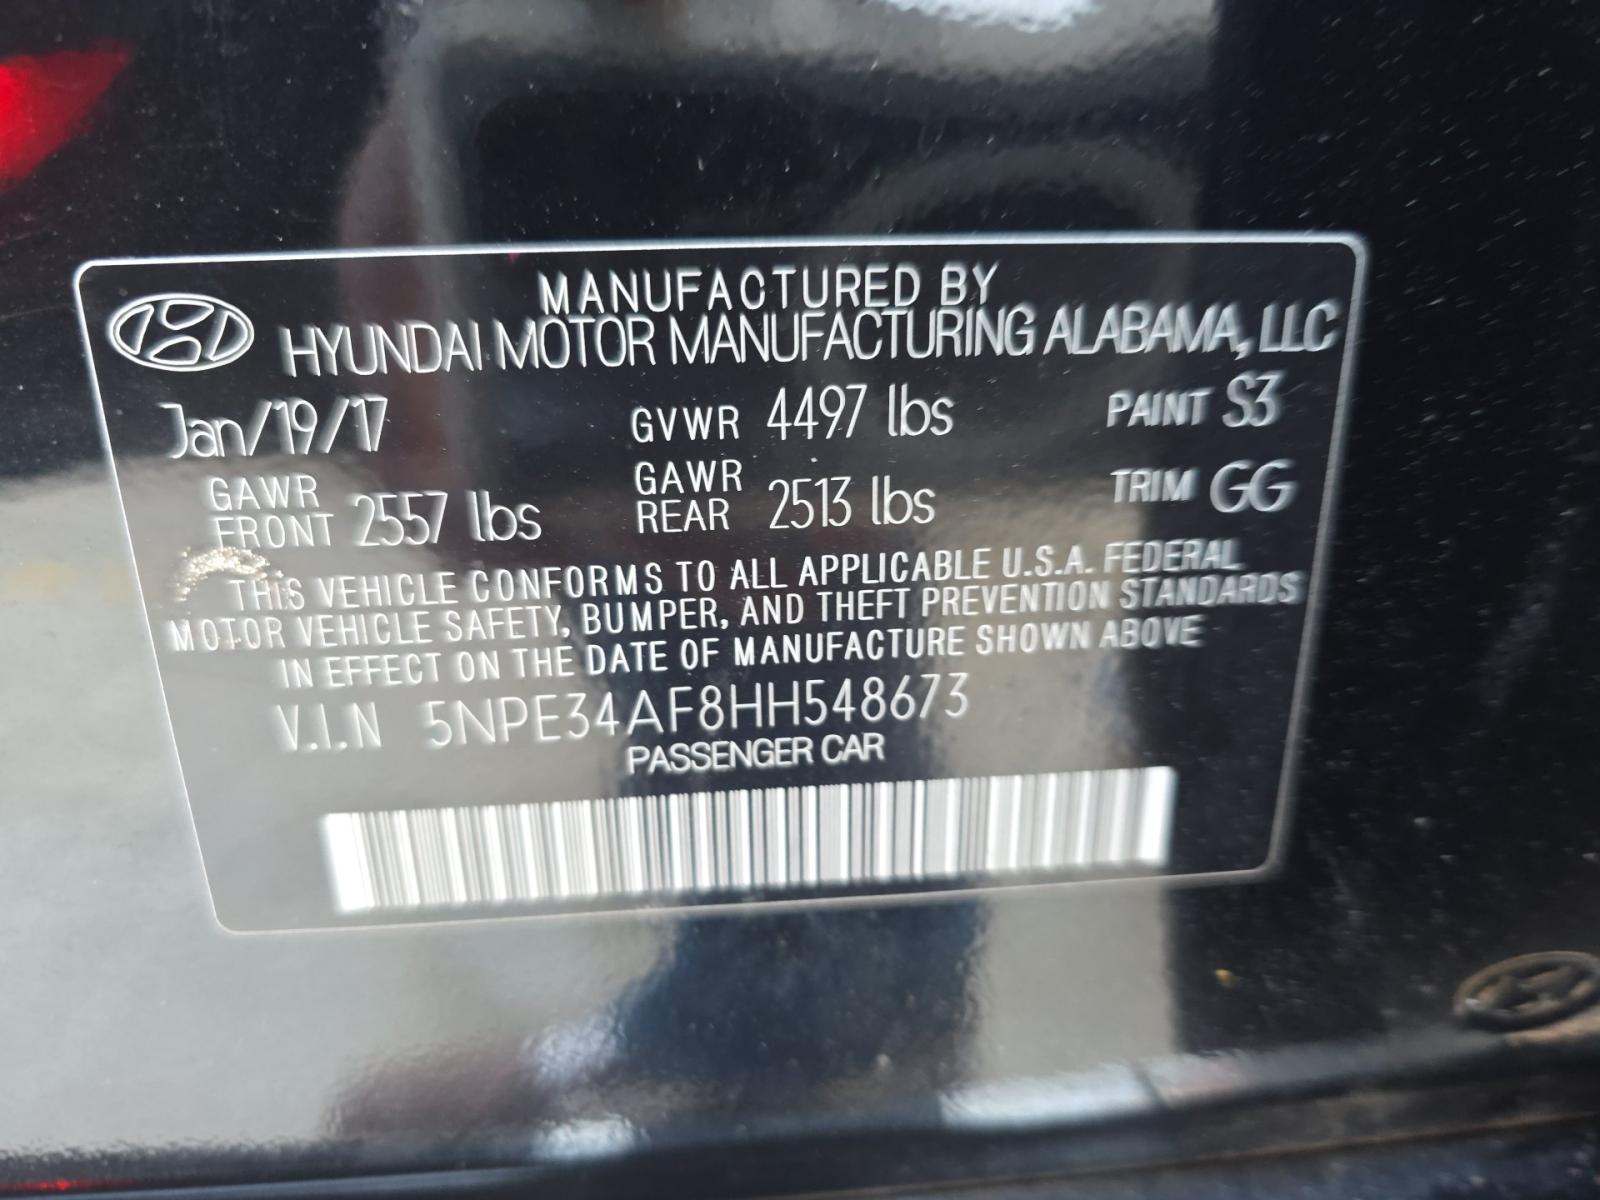 MANUFACTURED BY
HYUNDAI MOTOR MANUFACTURING ALABAMA, LLC
Jan/19/17 GVWR 4497 lbs PAINT S3
GAWR FRONT 2557 lbs GAWR REAR 2513 lbs TRIM GG
THIS VEHICLE CONFORMS TO ALL APPLICABLE U.S.A. FEDERAL
MOTOR VEHICLE SAFETY, BUMPER, AND THEFT PREVENTION STANDARDS
IN EFFECT ON THE DATE OF MANUFACTURE SHOWN ABOVE
V.I.N 5NPE34AF8HH548673
PASSENGER CAR